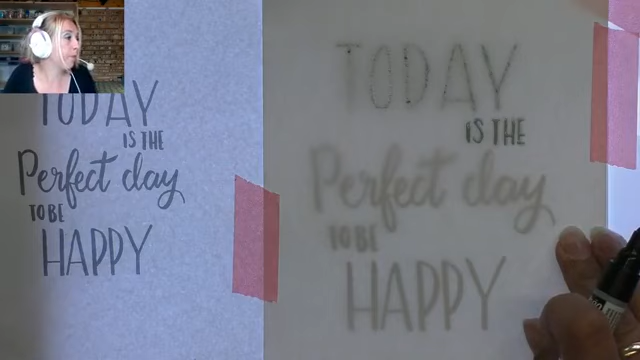 TODAY
IS THE
Perfect day
TO BE
HAPPY
TODAY
IS THE
Perfect day
TO BE
HAPPY